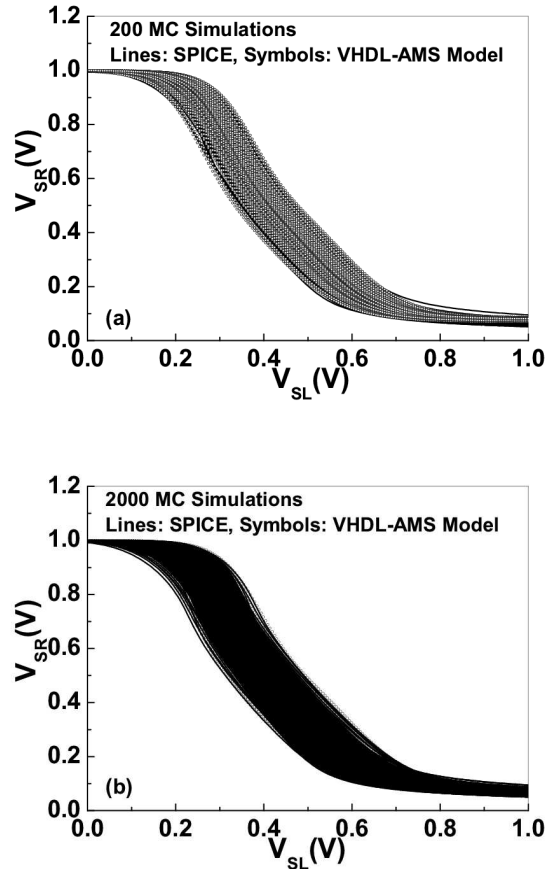 200 MC Simulations
Lines: SPICE, Symbols: VHDL-AMS Model
1.2
1.0
0.8
0.6
0.4
0.2
0.0
V_SR(V)
(a)
0.0 0.2 0.4 0.6 0.8 1.0
V_SL(V)
2000 MC Simulations
Lines: SPICE, Symbols: VHDL-AMS Model
1.2
1.0
0.8
0.6
0.4
0.2
0.0
V_SR(V)
(b)
0.0 0.2 0.4 0.6 0.8 1.0
V_SL(V)